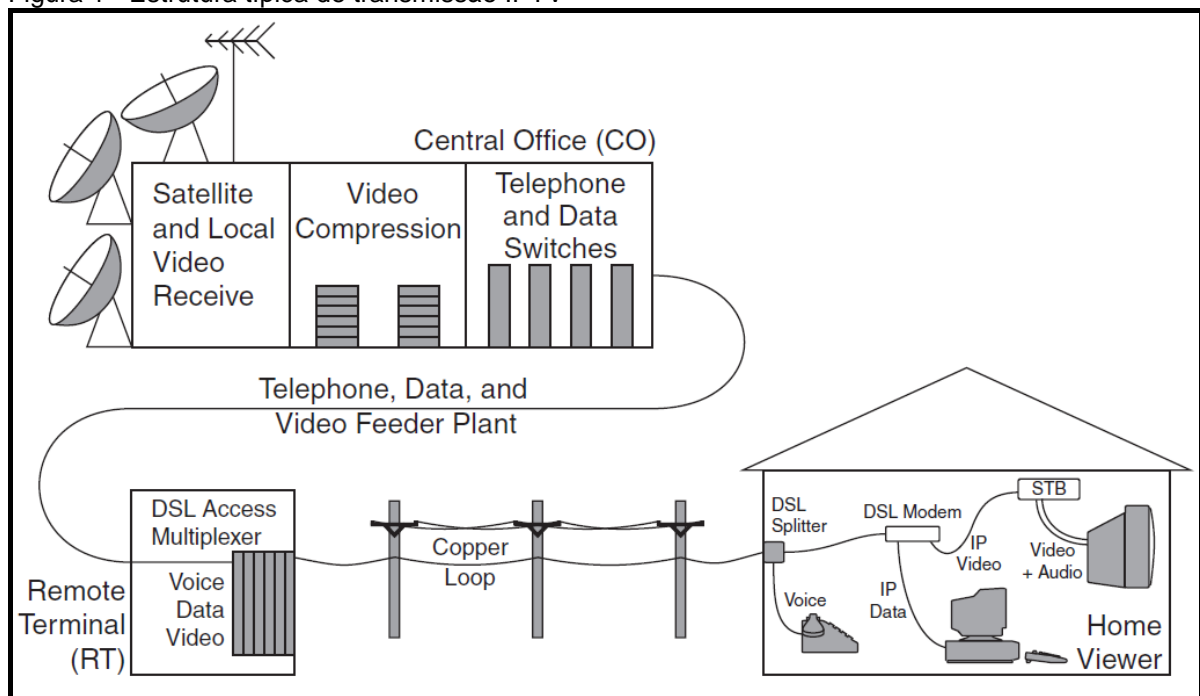 Central Office (CO)
Satellite
and Local
Video
Receive
Video
Compression
Telephone
and Data
Switches
Telephone, Data, and
Video Feeder Plant
DSL Access
Multiplexer
Voice
Data
Video
Remote
Terminal
(RT)
Copper
Loop
DSL
Splitter
DSL Modem
STB
IP
Video
Video
+ Audio
Voice
IP
Data
Home
Viewer